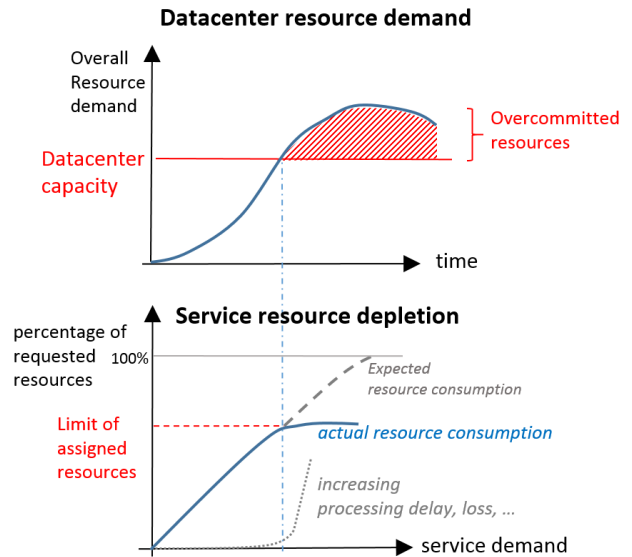 Datacenter resource demand
Overall
Resource
demand
Overcommitted
resources
Datacenter
capacity
time
Service resource depletion
percentage of
requested
resources
100%
Expected
resource consumption
Limit of
assigned
resources
actual resource consumption
increasing
processing delay, loss, ...
service demand